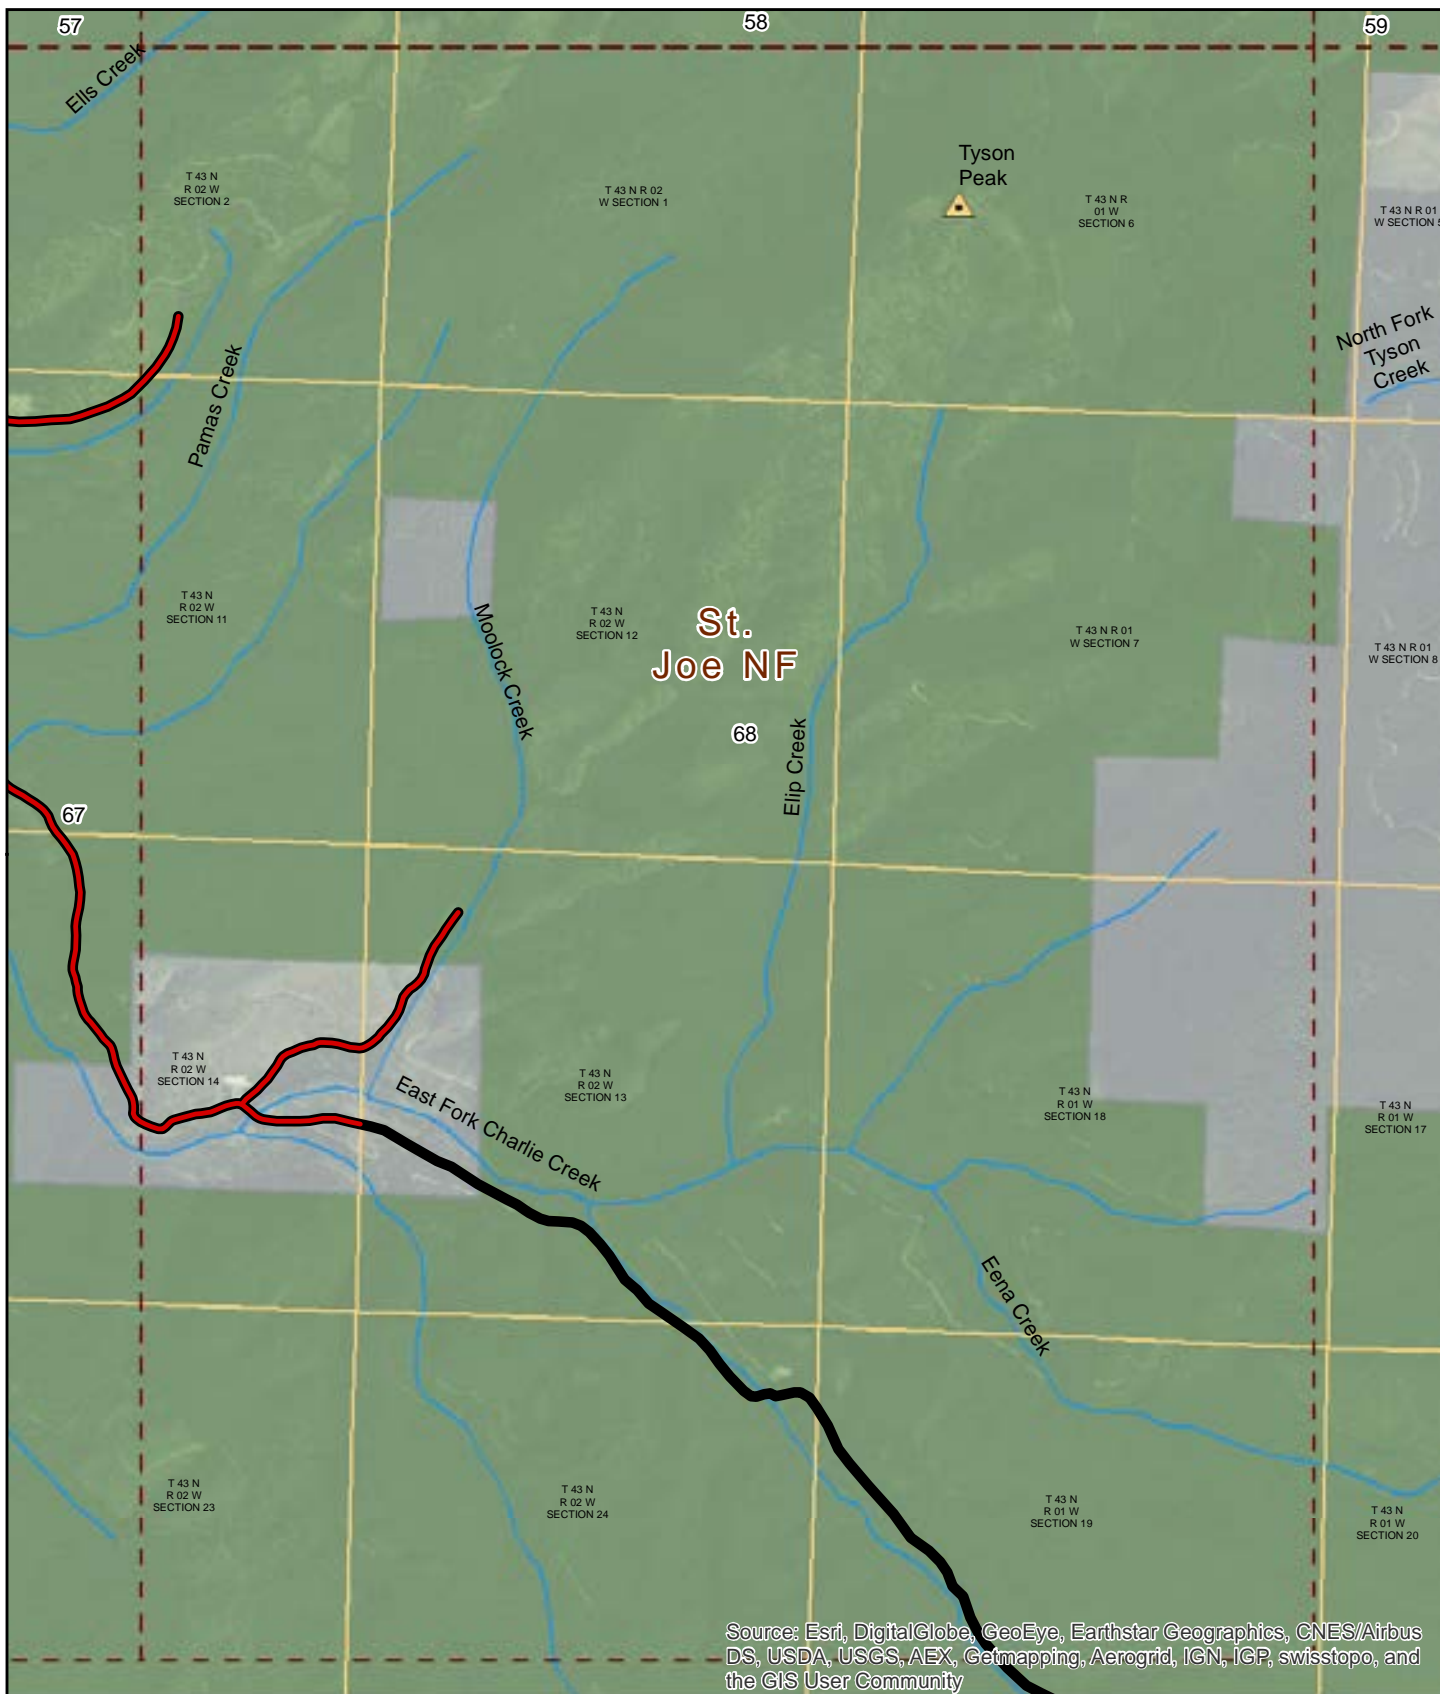 57
58
59
Ells Creek
T 43 N
R 02 W
SECTION 2
T 43 N R 02
W SECTION 1
Tyson
Peak
T 43 N R
01 W
SECTION 6
T 43 N R 01
W SECTION 5
North Fork
Tyson
Creek
Pamas Creek
T 43 N
R 02 W
SECTION 11
Moolock Creek
T 43 N
R 02 W
SECTION 12
St.
Joe NF
68
Elip Creek
T 43 N R 01
W SECTION 7
T 43 N R 01
W SECTION 8
67
T 43 N
R 02 W
SECTION 14
East Fork Charlie Creek
T 43 N
R 02 W
SECTION 13
T 43 N
R 01 W
SECTION 18
T 43 N
R 01 W
SECTION 17
Eena Creek
T 43 N
R 02 W
SECTION 23
T 43 N
R 02 W
SECTION 24
T 43 N
R 01 W
SECTION 19
T 43 N
R 01 W
SECTION 20
Source: Esri, DigitalGlobe, GeoEye, Earthstar Geographics, CNES/Airbus
DS, USDA, USGS, AEX, Getmapping, Aerogrid, IGN, IGP, swisstopo, and
the GIS User Community